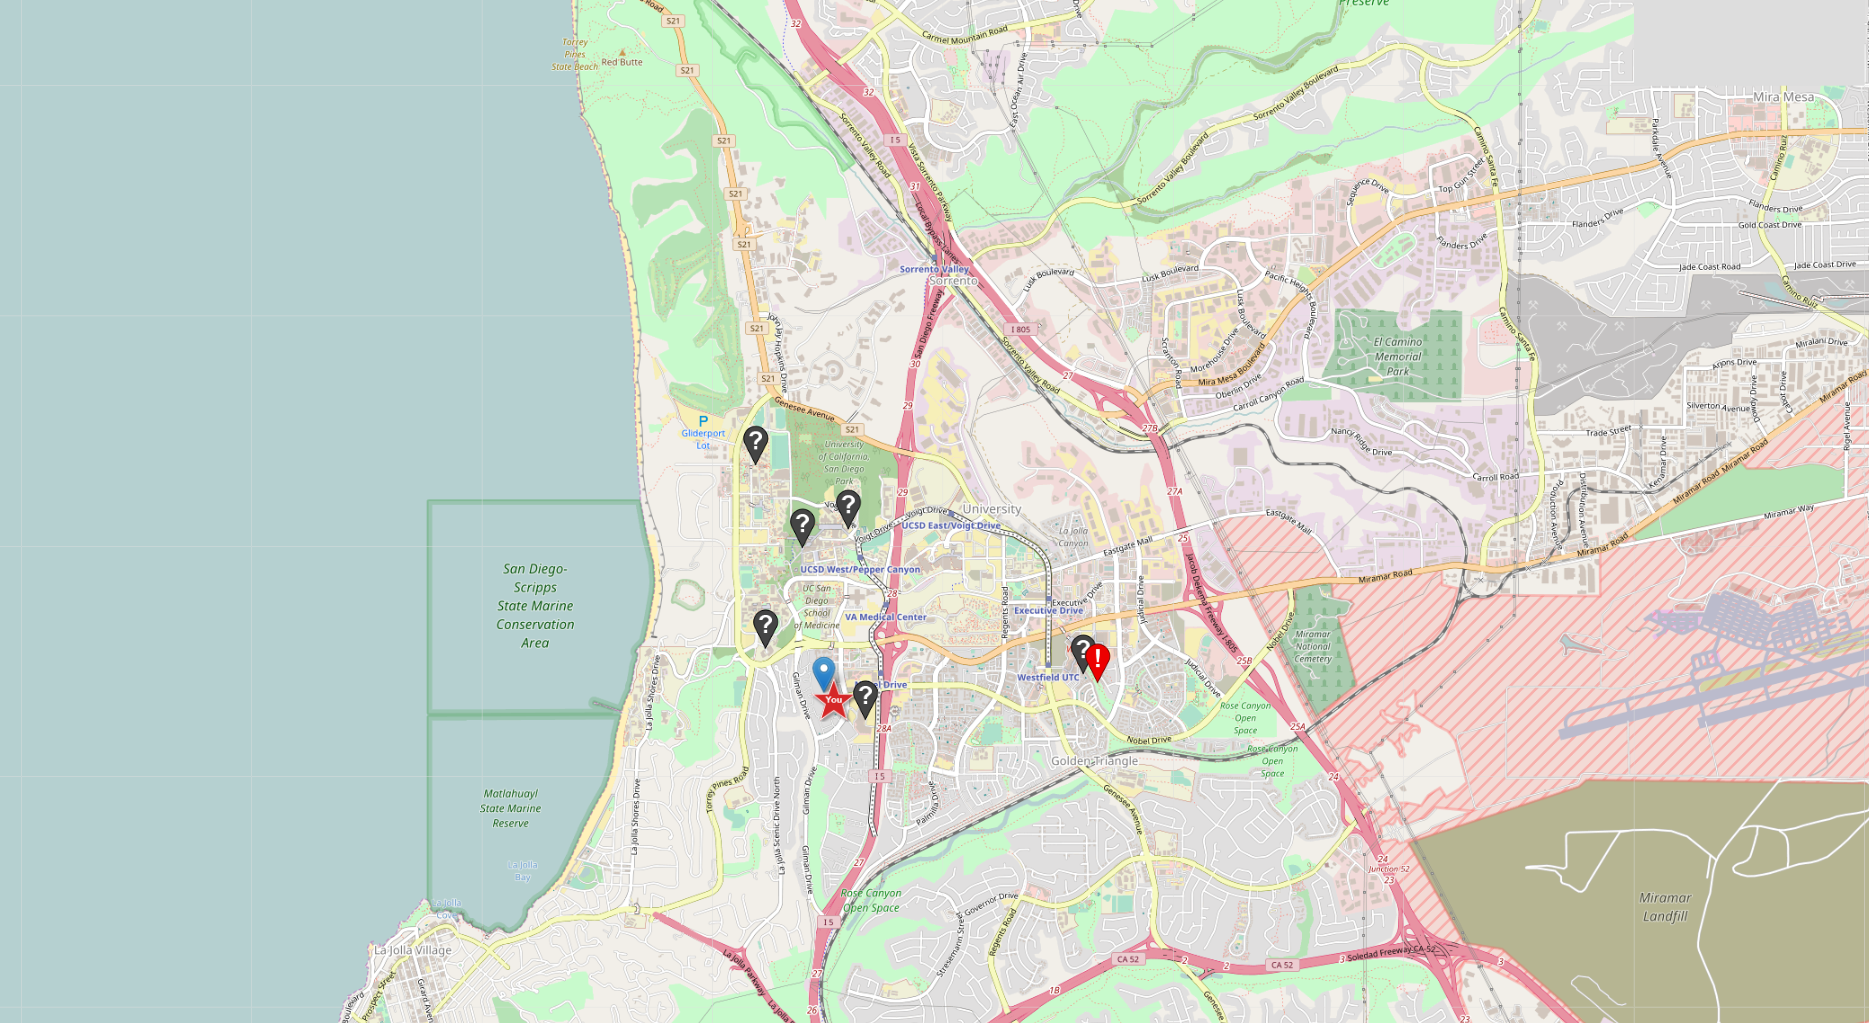 32
S21
Road
Preserve
Carmel Mountain Road
Drive
Torrey
Pines
State Beach
Red Butte
S21
32
East Ocean Air Drive
Sorrento Valley Boulevard
Mira Mesa
S21
I 5
Sorrento Valley Road
Vista Sorrento Parkway
Sorrento Valley Boulevard
Camino Santa Fe
Parkdale Avenue
Camino Ruiz
S21
31
Local Bypass Lanes
Sequence Drive
Top Gun Street
Flanders Drive
Flanders Drive
Gold Coast Drive
S21
Flanders Drive
Sorrento Valley
Sorrento
Lusk Boulevard
Lusk Boulevard
Pacific Heights Boulevard
Jade Coast Road
Jade Coast Drive
Camino Ruiz
S21
John Jay Hopkins Drive
San Diego Freeway
I 805
Lusk Boulevard
Camino Santa Fe
30
Sorrento Valley Road
Scranton Road
Morehouse Drive
El Camino
Memorial
Park
Miralani Drive
Arjons Drive
S21
27
Mira Mesa Boulevard
Oberlin Drive
Carroll Canyon Road
Dowdy Drive
Cabot Drive
Miramar Road
29
Genesee Avenue
S21
Silverton Avenue
P
Gliderport
Lot
27B
Nancy Ridge Drive
Trade Street
Kenamar Drive
Rigel Avenue
?
University
of California,
San Diego
Park
Carroll Road
Miramar Road
Miramar Road
29
27A
Production Avenue
Distribution Avenue
?
Voigt Drive
Voigt Drive
University
Eastgate Mall
Miramar Way
?
UCSD East/Voigt Drive
La Jolla
Canyon
25
Eastgate Mall
Miramar Road
San Diego-
Scripps
State Marine
Conservation
Area
UCSD West/Pepper Canyon
Jacob Dekema Freeway I-805
Miramar Road
28
UC San
Diego
School
of Medicine
Regents Road
Executive Drive
Judicial Drive
Executive Drive
?
VA Medical Center
Nobel Drive
Miramar
National
Cemetery
?
!
25B
La Jolla Shores Drive
Gilman Drive
Westfield UTC
Judicial Drive
You
?
Drive
Rose Canyon
Open
Space
28A
25A
Nobel Drive
Rose Canyon
Open
Space
Golden Triangle
I 5
24
Torrey Pines Road
La Jolla Scenic Drive North
Gilman Drive
La Jolla Shores Drive
Palmilla Drive
Genesee Avenue
Matlahuayl
State Marine
Reserve
La Jolla
Bay
27
Gilman Drive
24
Junction 52
23
Rose Canyon
Open Space
Governor Drive
Miramar
Landfill
La Jolla
Cove
I 5
Regents Road
Stresemann Street
La Jolla Village
La Jolla Parkway
CA 52
2
2
CA 52
3
Soledad Freeway CA-52
3
27
Prospect Street
Girard Avenue
Boulevard
26
1B
Genesee
23